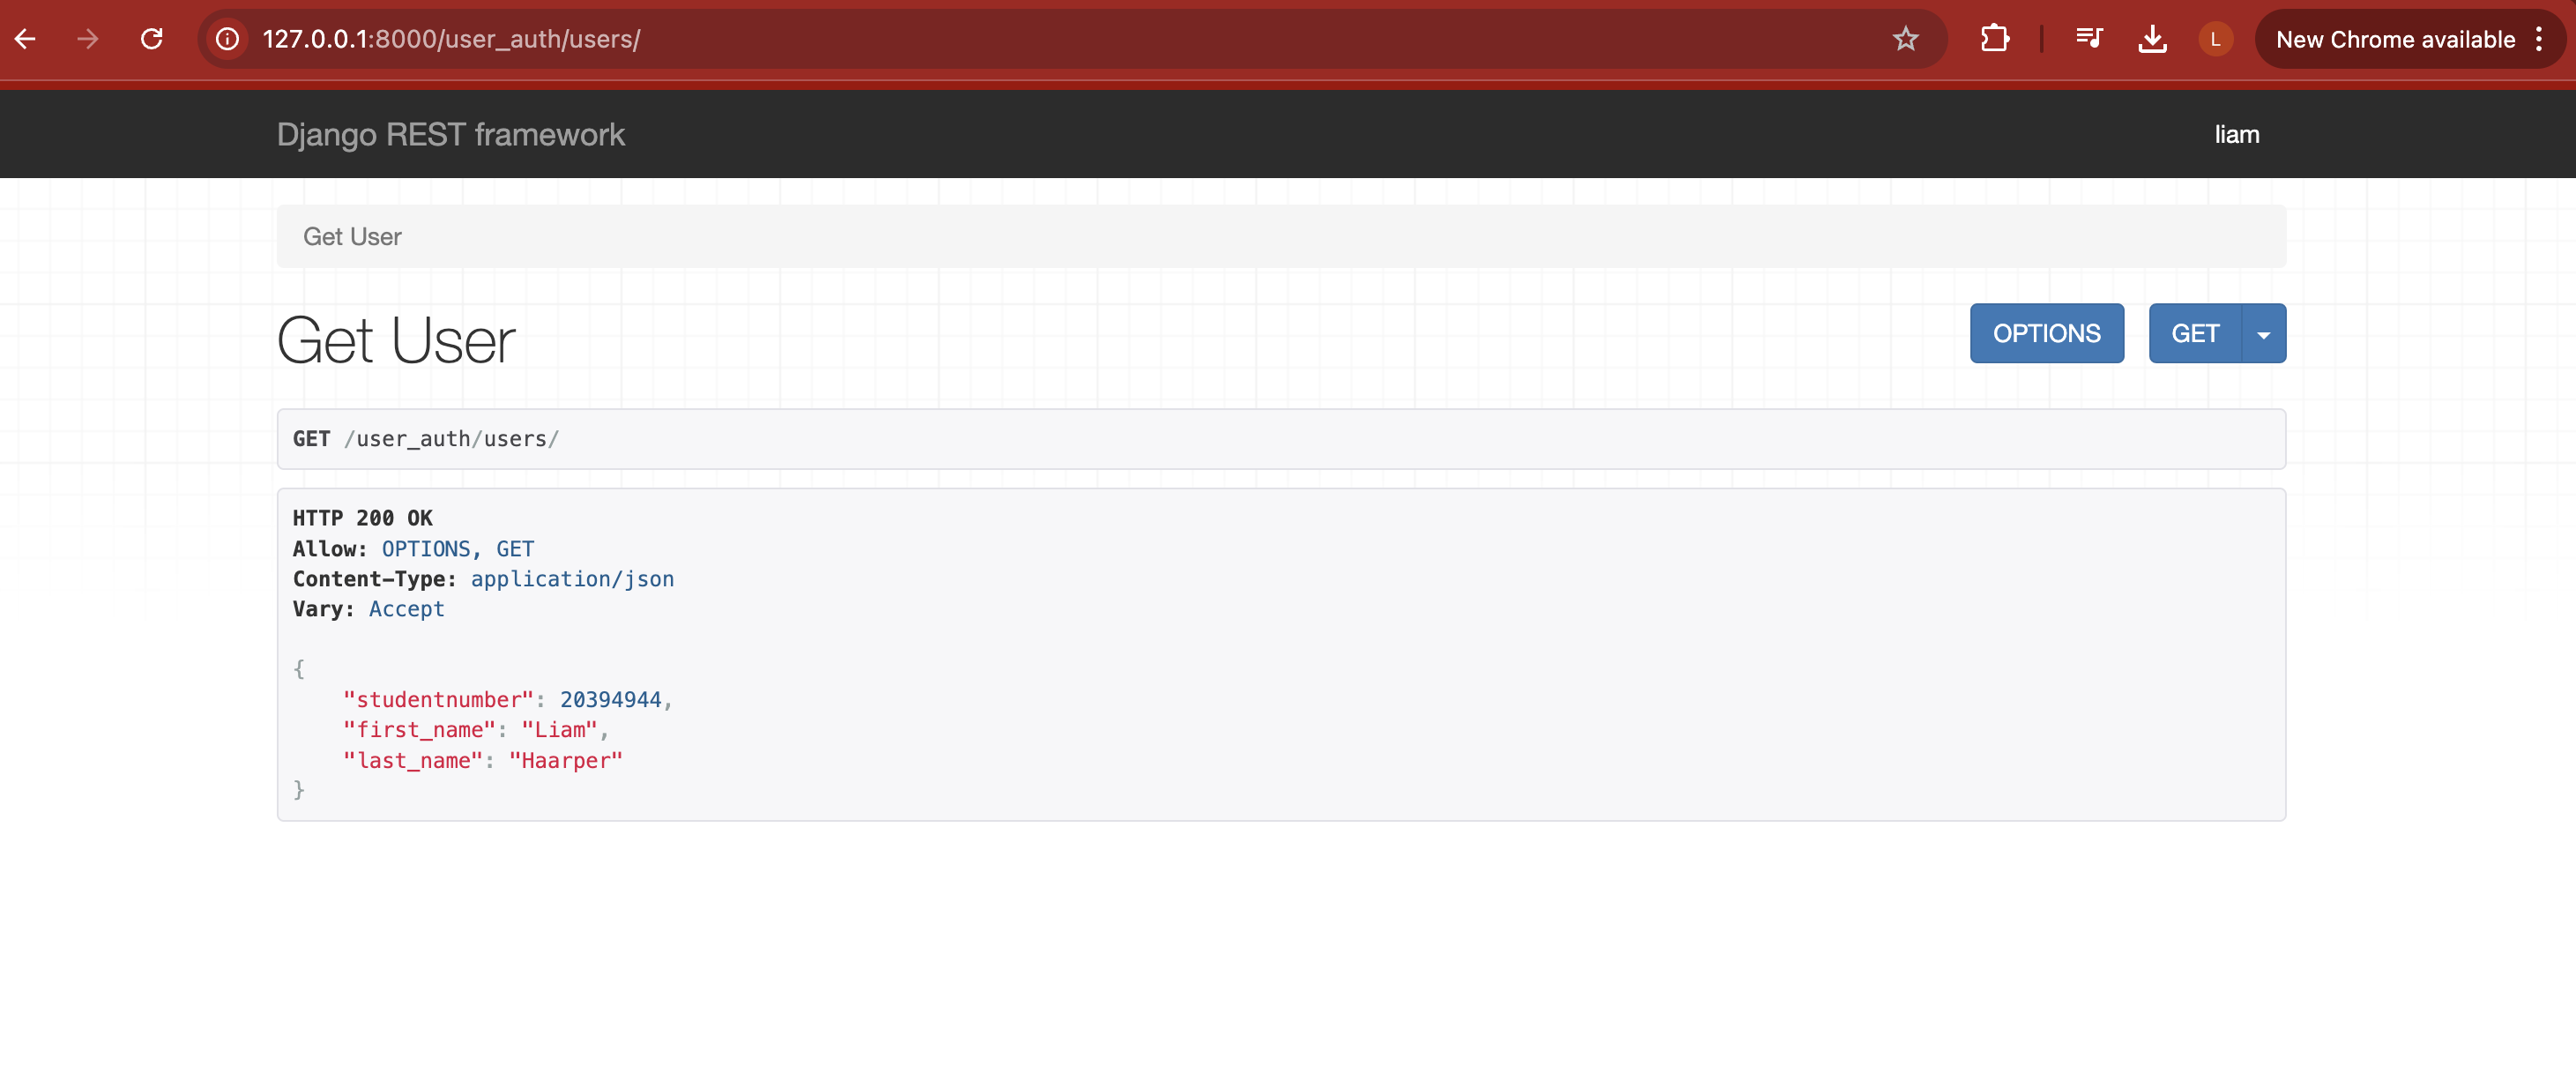 127.0.0.1:8000/user_auth/users/
L
New Chrome available
Django REST framework
liam
Get User
Get User
OPTIONS
GET
GET /user_auth/users/
HTTP 200 OK
Allow: OPTIONS, GET
Content-Type: application/json
Vary: Accept
{
    "studentnumber": 20394944,
    "first_name": "Liam",
    "last_name": "Haarper"
}